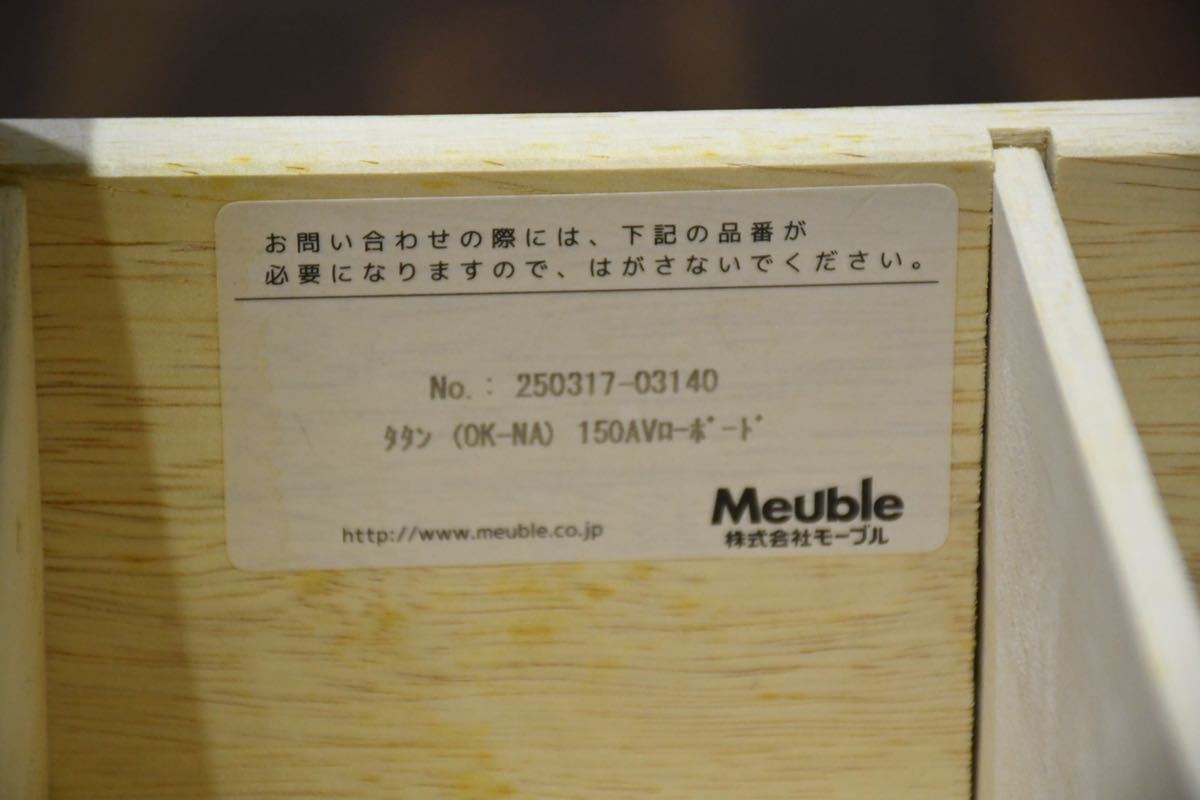 お問い合わせの際には、下記の品番が
必要になりますので、はがさないでください。
No.: 250317-03140
ﾀﾀﾝ (OK-NA) 150AVﾛｰﾎﾞｰﾄﾞ
http://www.meuble.co.jp
Meuble
株式会社モーブル